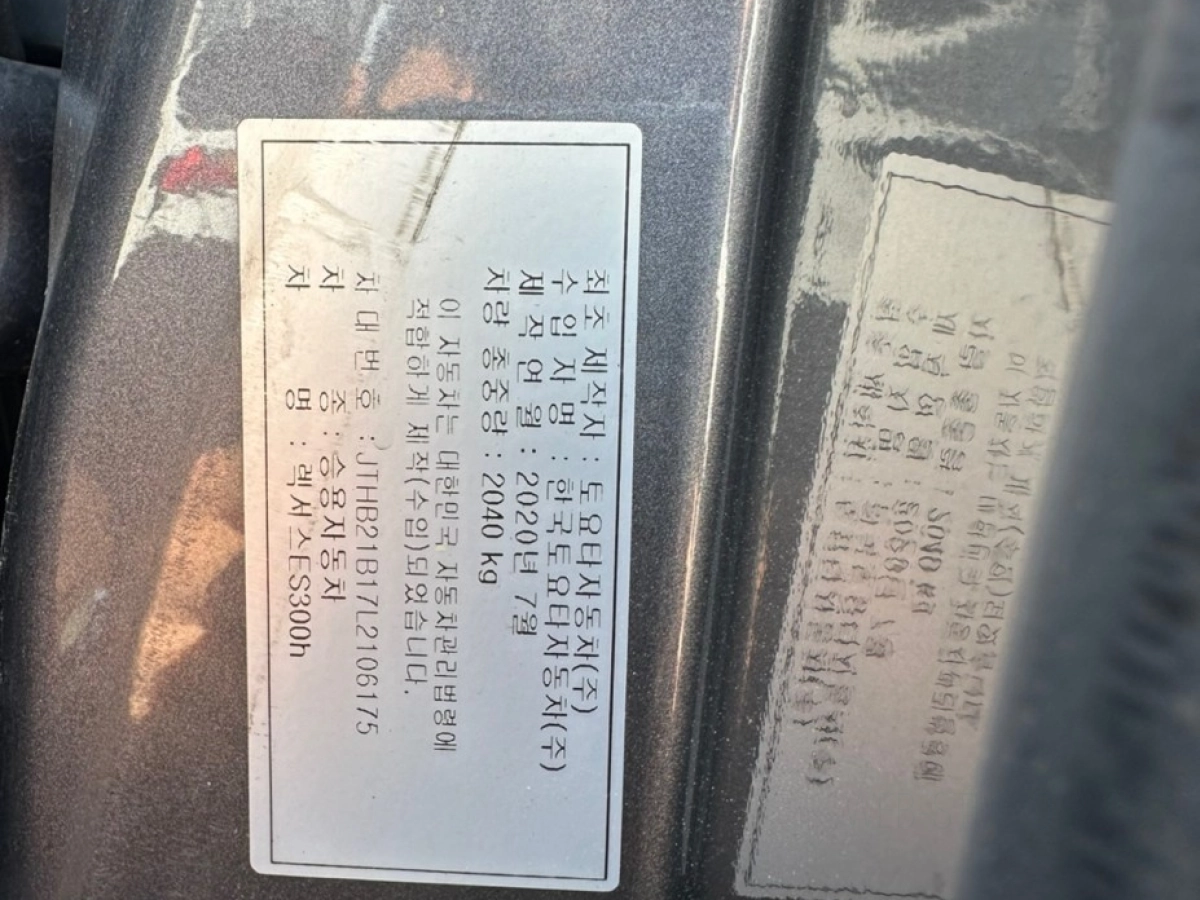 최초 제작사 : 토요타자동차(주)
수 입 자 명 : 한국토요타자동차(주)
제 작 연 월 : 2020년 7월
차량 총중량 : 2040 kg
이 자동차는 대한민국 자동차관리법령에
적합하게 제작(수입)되었습니다.
차 대 번 호 : JTHB21B17L2106175
차 종 : 승용자동차
차 명 : 렉서스ES300h